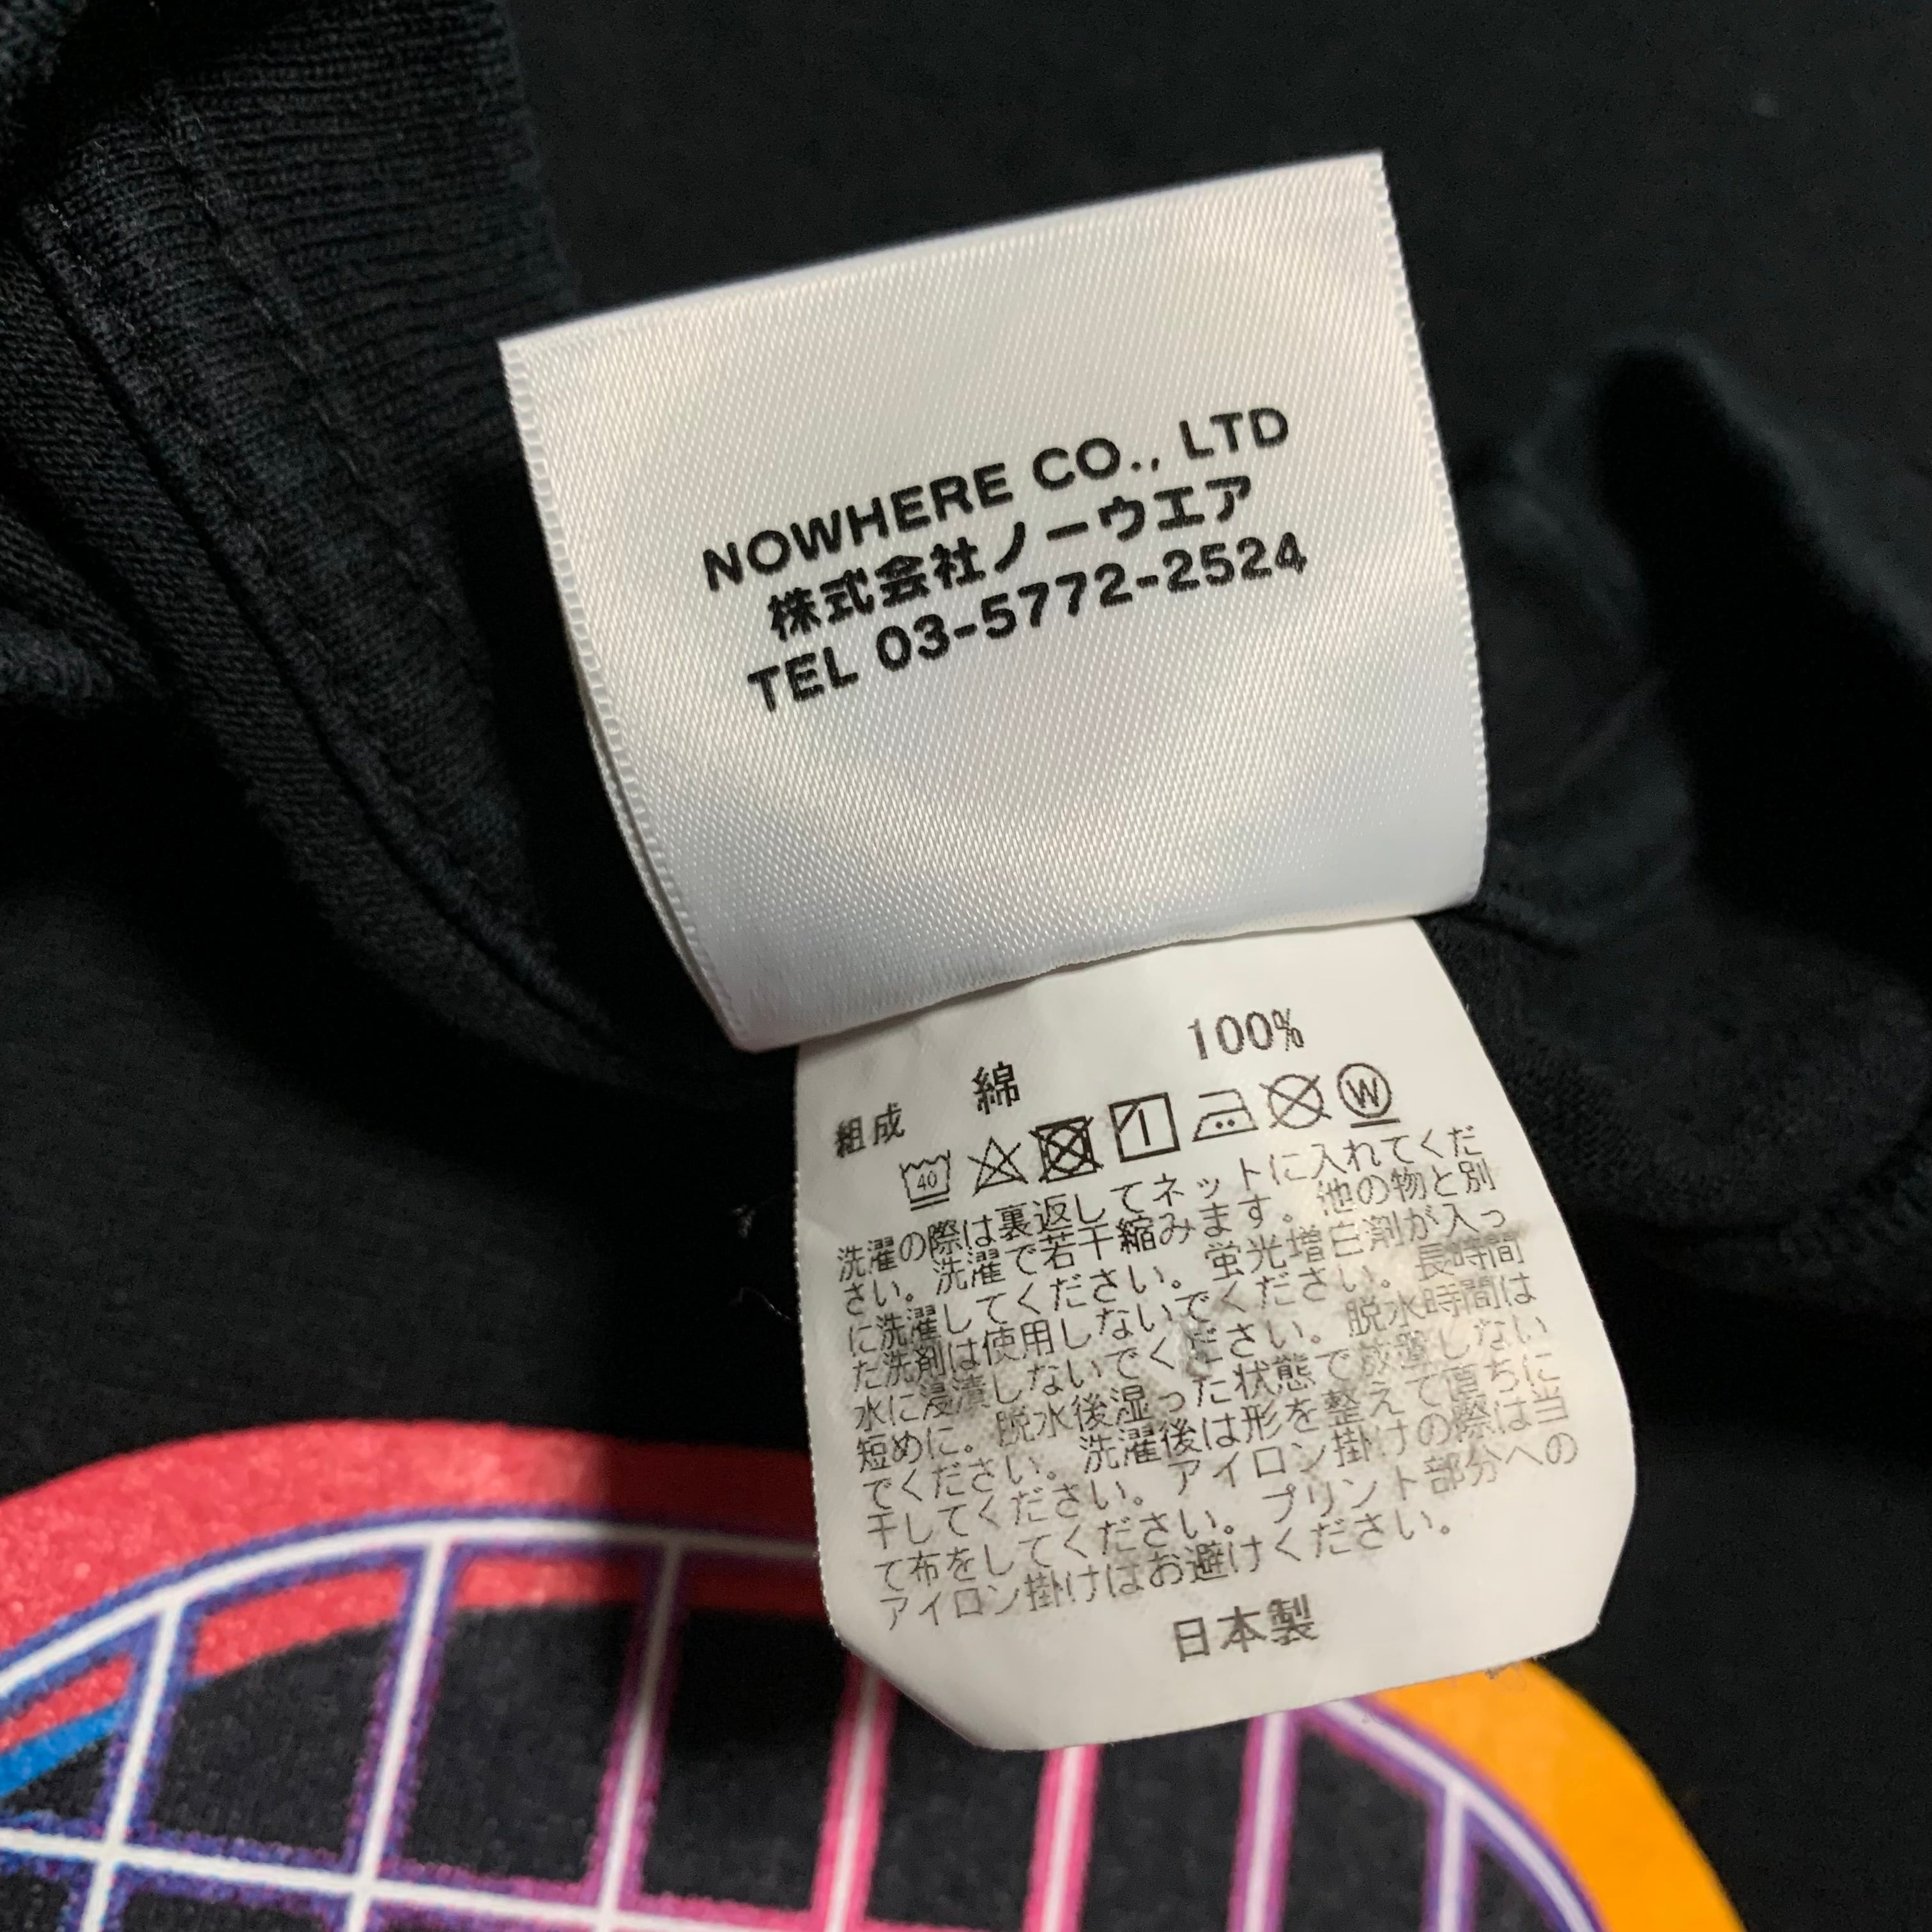 NOWHERE CO., LTD
株式会社ノーウエア
TEL 03-5772-2524
組成 綿 100%
40 W
洗濯の際は裏返してネットに入れてくだ
さい。洗濯で若干縮みます。他の物と別
に洗濯してください。蛍光増白剤が入っ
た洗剤は使用しないでください。長時間
水に浸漬しないでください。脱水時間は
短めに。脱水後湿った状態で放置しない
でください。洗濯後は形を整えて直ちに
干してください。アイロン掛けの際は当
て布をしてください。プリント部分への
アイロン掛けはお避けください。
日本製